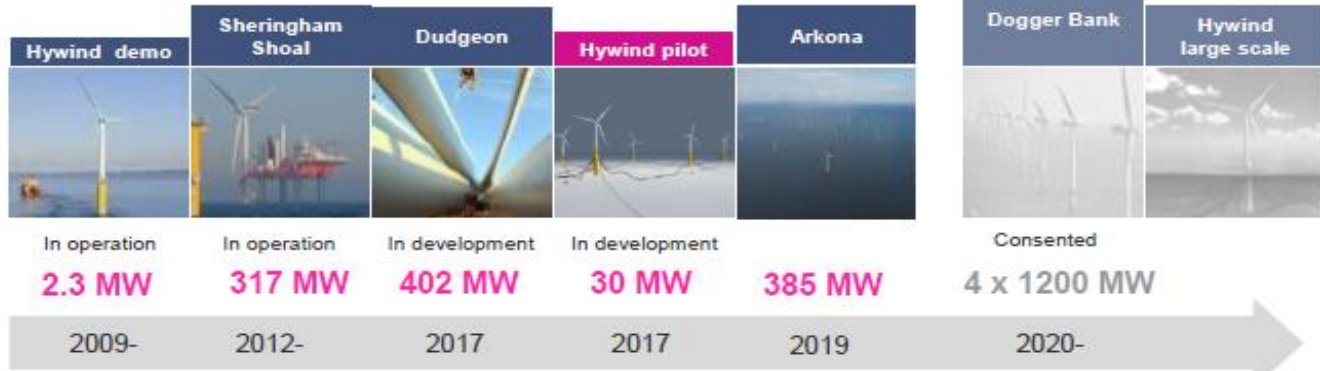 Hywind demo
Sheringham
Shoal
Dudgeon
Hywind pilot
Arkona
Dogger Bank
Hywind
large scale
In operation
In operation
In development
In development
Consented
2.3 MW
317 MW
402 MW
30 MW
385 MW
4 x 1200 MW
2009-
2012-
2017
2017
2019
2020-